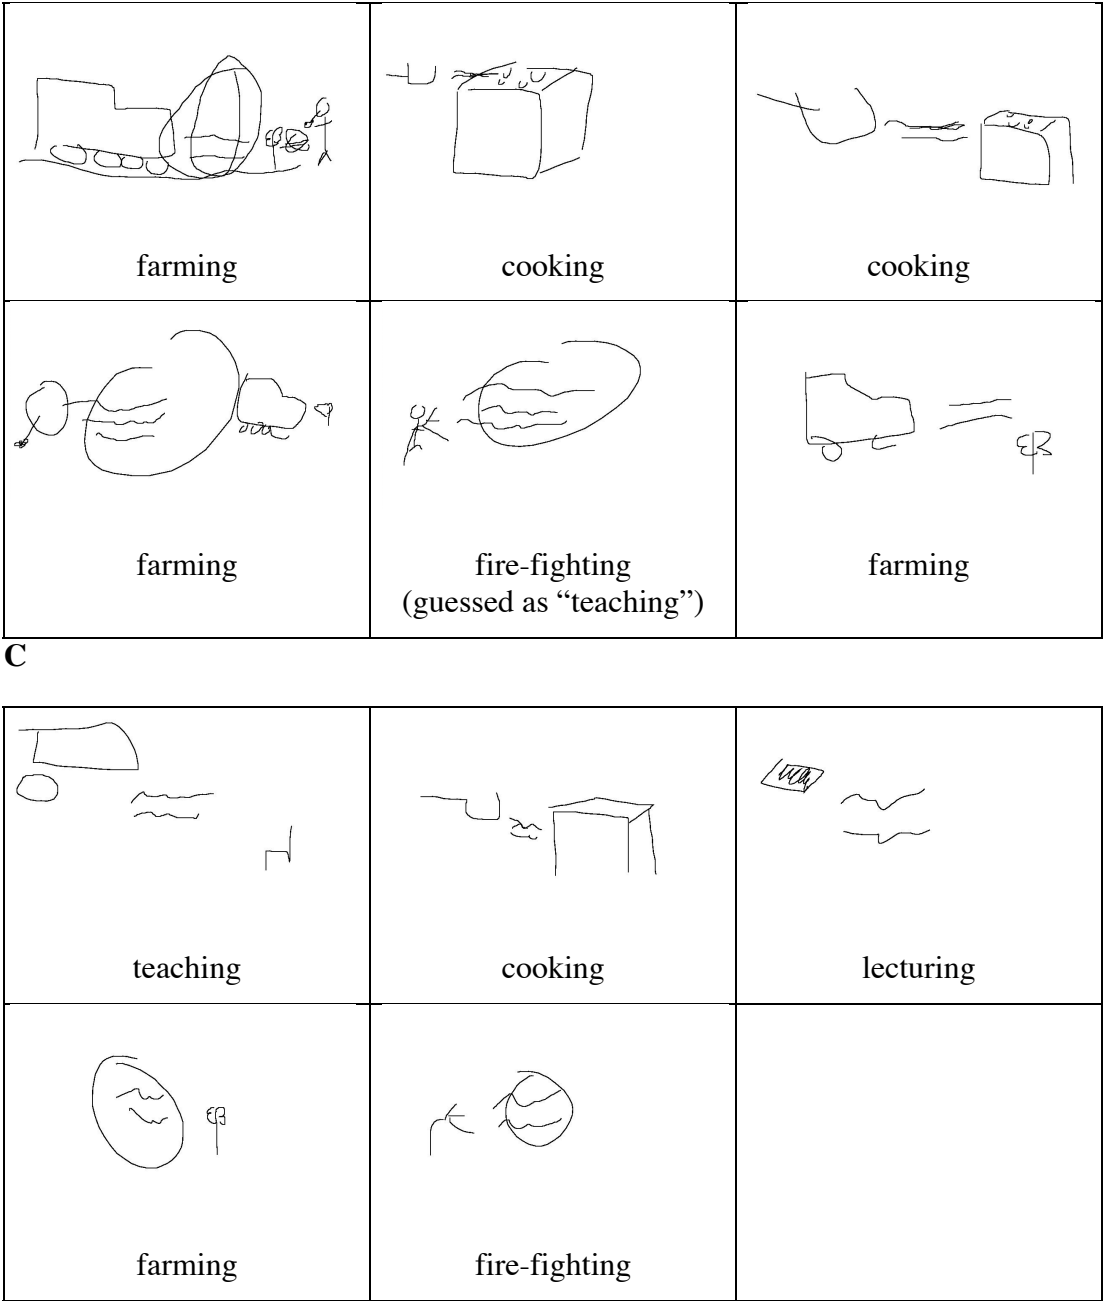 farming
cooking
cooking
farming
fire-fighting
(guessed as “teaching”)
farming
C
teaching
cooking
lecturing
farming
fire-fighting